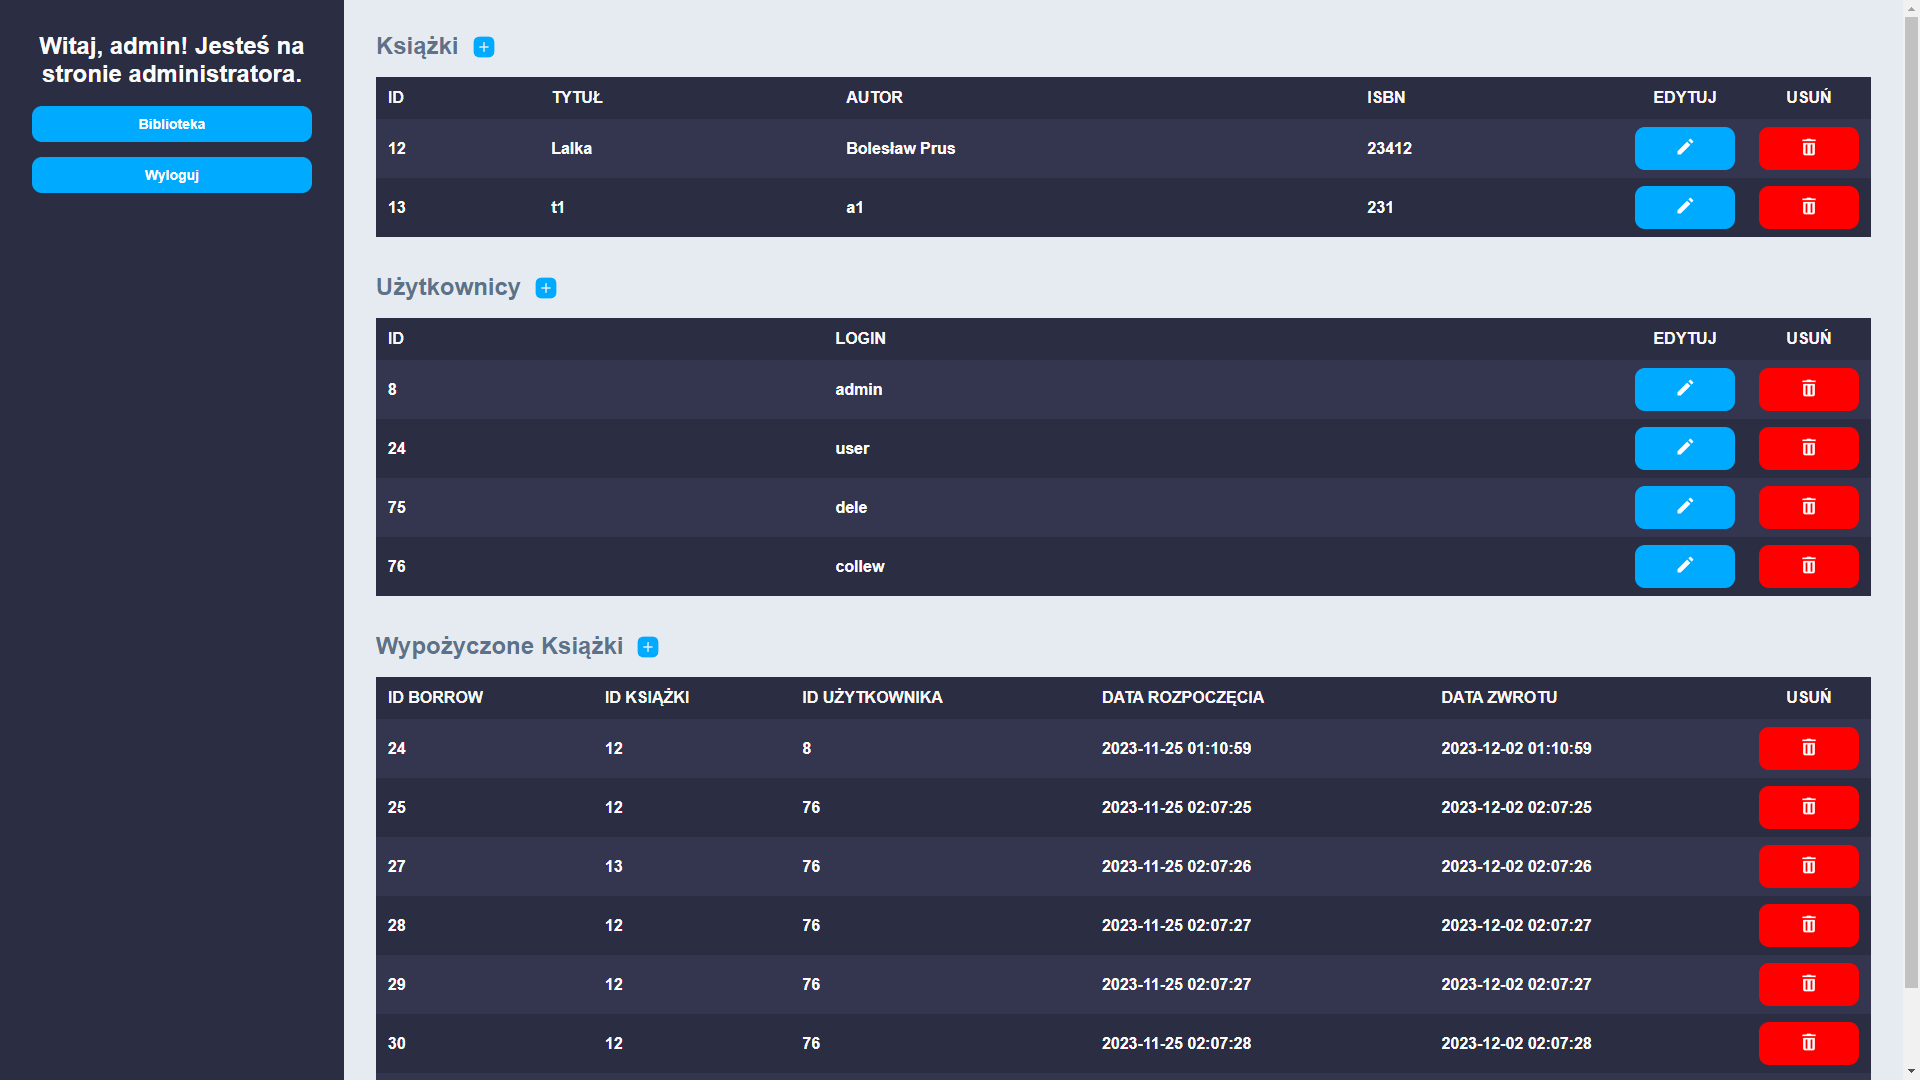 Witaj, admin! Jesteś na
stronie administratora.
Biblioteka
Wyloguj
Książki
ID TYTUŁ AUTOR ISBN EDYTUJ USUŃ
12 Lalka Bolesław Prus 23412
13 t1 a1 231
Użytkownicy
ID LOGIN EDYTUJ USUŃ
8 admin
24 user
75 dele
76 collew
Wypożyczone Książki
ID BORROW ID KSIĄŻKI ID UŻYTKOWNIKA DATA ROZPOCZĘCIA DATA ZWROTU USUŃ
24 12 8 2023-11-25 01:10:59 2023-12-02 01:10:59
25 12 76 2023-11-25 02:07:25 2023-12-02 02:07:25
27 13 76 2023-11-25 02:07:26 2023-12-02 02:07:26
28 12 76 2023-11-25 02:07:27 2023-12-02 02:07:27
29 12 76 2023-11-25 02:07:27 2023-12-02 02:07:27
30 12 76 2023-11-25 02:07:28 2023-12-02 02:07:28